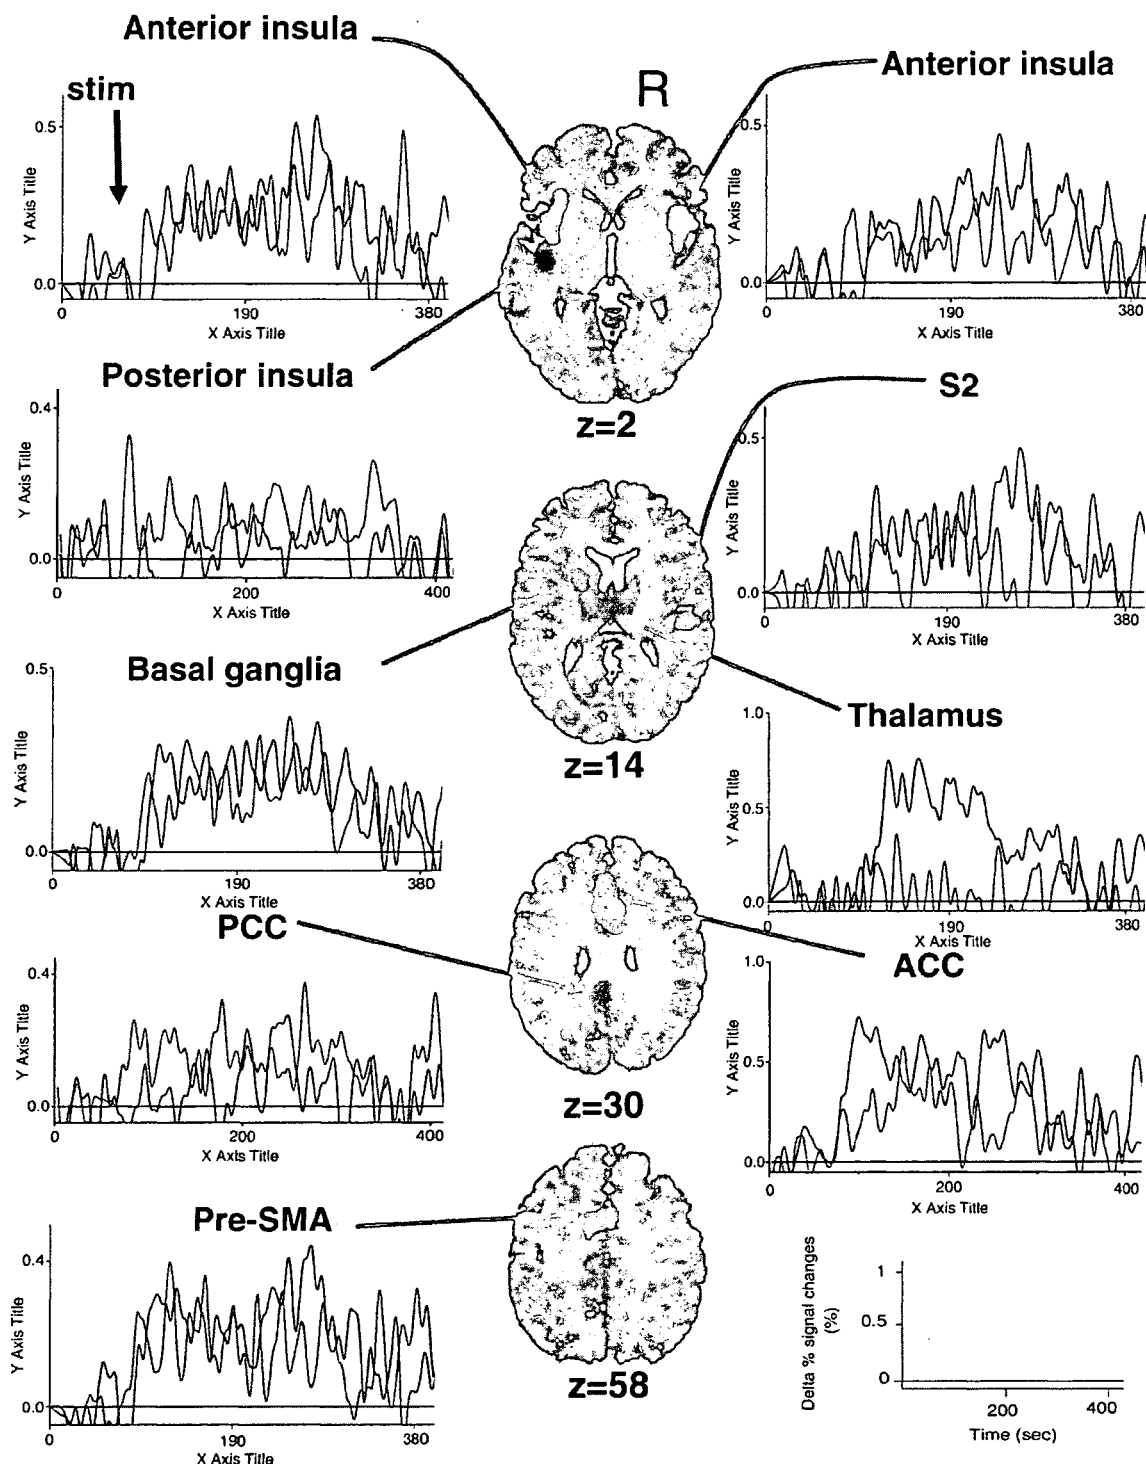 Anterior insula
stim
R
Anterior insula
0.5
0.0
Y Axis Title
0
190
380
X Axis Title
0.5
0.0
Y Axis Title
0
190
380
X Axis Title
Posterior insula
z=2
S2
0.4
0.0
Y Axis Title
0
200
400
X Axis Title
0.5
0.0
Y Axis Title
0
190
380
X Axis Title
Basal ganglia
z=14
Thalamus
0.5
0.0
Y Axis Title
0
190
380
X Axis Title
1.0
0.5
0.0
Y Axis Title
0
190
380
X Axis Title
PCC
ACC
0.4
0.0
Y Axis Title
0
200
400
X Axis Title
z=30
1.0
0.5
0.0
Y Axis Title
0
200
400
X Axis Title
Pre-SMA
0.4
0.0
Y Axis Title
0
190
380
X Axis Title
z=58
Delta % signal changes
(%)
1
0.5
0
200
400
Time (sec)